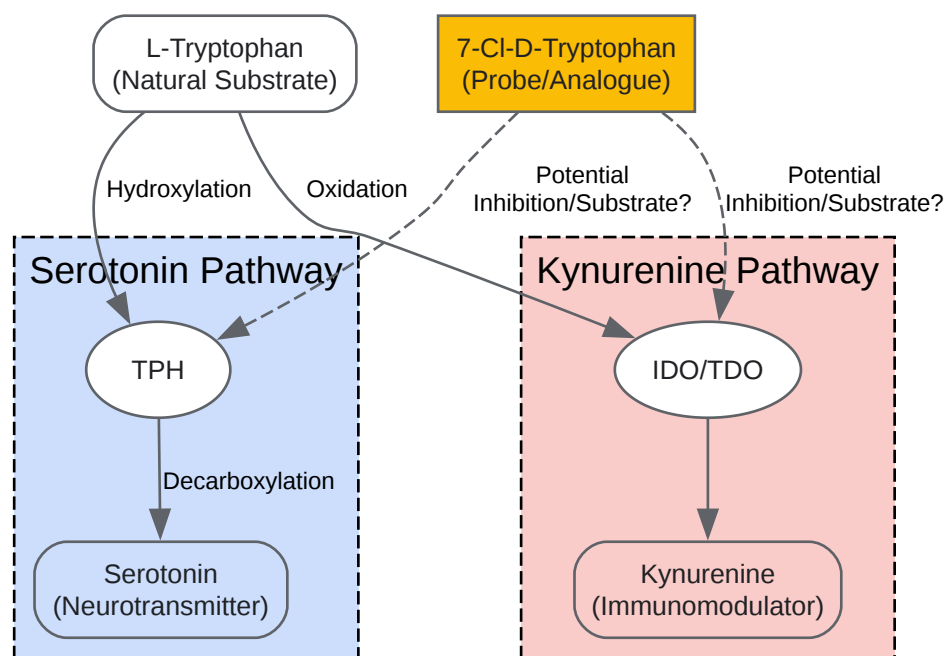 L-Tryptophan
(Natural Substrate)
7-Cl-D-Tryptophan
(Probe/Analogue)
Hydroxylation
Oxidation
Potential
Inhibition/Substrate?
Potential
Inhibition/Substrate?
Serotonin Pathway
Kynurenine Pathway
TPH
IDO/TDO
Decarboxylation
Serotonin
(Neurotransmitter)
Kynurenine
(Immunomodulator)